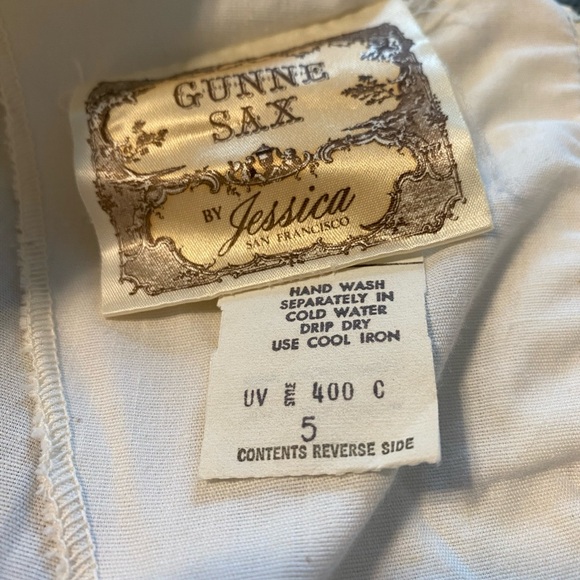 GUNNE
SAX
BY Jessica
SAN FRANCISCO
HAND WASH
SEPARATELY IN
COLD WATER
DRIP DRY
USE COOL IRON
UV STYLE 400 C
5
CONTENTS REVERSE SIDE